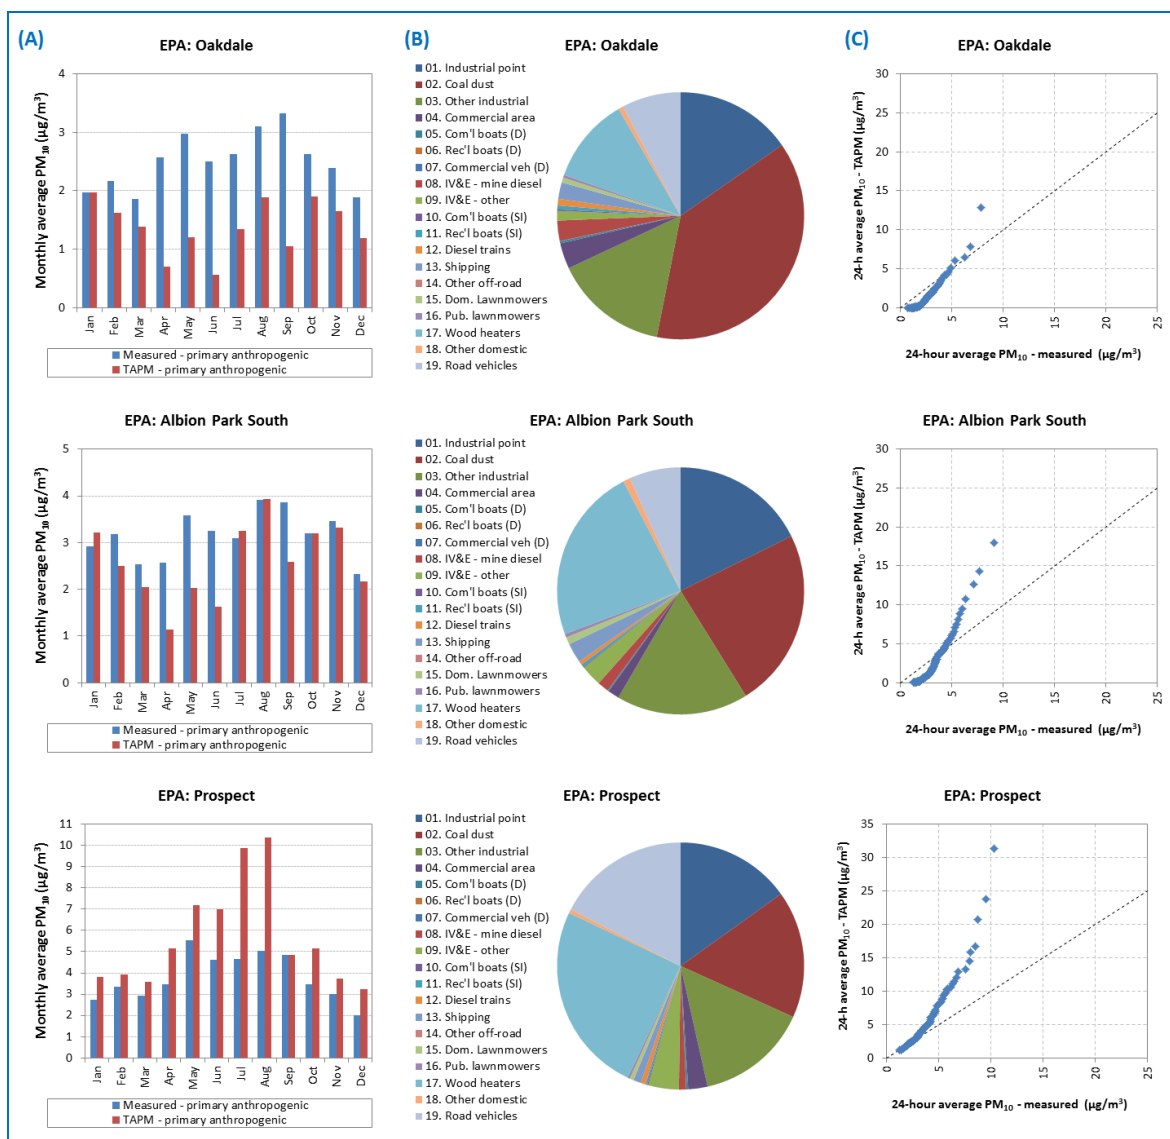 (A)
EPA: Oakdale
Monthly average PM10 (µg/m3)
4
3
2
1
0
Jan
Feb
Mar
Apr
May
Jun
Jul
Aug
Sep
Oct
Nov
Dec
Measured - primary anthropogenic
TAPM - primary anthropogenic
(B)
EPA: Oakdale
01. Industrial point
02. Coal dust
03. Other industrial
04. Commercial area
05. Com'l boats (D)
06. Rec'l boats (D)
07. Commercial veh (D)
08. IV&E - mine diesel
09. IV&E - other
10. Com'l boats (SI)
11. Rec'l boats (SI)
12. Diesel trains
13. Shipping
14. Other off-road
15. Dom. Lawnmowers
16. Pub. lawnmowers
17. Wood heaters
18. Other domestic
19. Road vehicles
(C)
EPA: Oakdale
24-h average PM10 - TAPM (µg/m3)
30
25
20
15
10
5
0
0
5
10
15
20
25
24-hour average PM10 - measured (µg/m3)
EPA: Albion Park South
Monthly average PM10 (µg/m3)
5
4
3
2
1
0
Jan
Feb
Mar
Apr
May
Jun
Jul
Aug
Sep
Oct
Nov
Dec
Measured - primary anthropogenic
TAPM - primary anthropogenic
EPA: Albion Park South
01. Industrial point
02. Coal dust
03. Other industrial
04. Commercial area
05. Com'l boats (D)
06. Rec'l boats (D)
07. Commercial veh (D)
08. IV&E - mine diesel
09. IV&E - other
10. Com'l boats (SI)
11. Rec'l boats (SI)
12. Diesel trains
13. Shipping
14. Other off-road
15. Dom. Lawnmowers
16. Pub. lawnmowers
17. Wood heaters
18. Other domestic
19. Road vehicles
EPA: Albion Park South
24-h average PM10 - TAPM (µg/m3)
30
25
20
15
10
5
0
0
5
10
15
20
25
24-hour average PM10 - measured (µg/m3)
EPA: Prospect
Monthly average PM10 (µg/m3)
11
10
9
8
7
6
5
4
3
2
1
0
Jan
Feb
Mar
Apr
May
Jun
Jul
Aug
Sep
Oct
Nov
Dec
Measured - primary anthropogenic
TAPM - primary anthropogenic
EPA: Prospect
01. Industrial point
02. Coal dust
03. Other industrial
04. Commercial area
05. Com'l boats (D)
06. Rec'l boats (D)
07. Commercial veh (D)
08. IV&E - mine diesel
09. IV&E - other
10. Com'l boats (SI)
11. Rec'l boats (SI)
12. Diesel trains
13. Shipping
14. Other off-road
15. Dom. Lawnmowers
16. Pub. lawnmowers
17. Wood heaters
18. Other domestic
19. Road vehicles
EPA: Prospect
24-h average PM10 - TAPM (µg/m3)
35
30
25
20
15
10
5
0
0
5
10
15
20
25
24-hour average PM10 - measured (µg/m3)